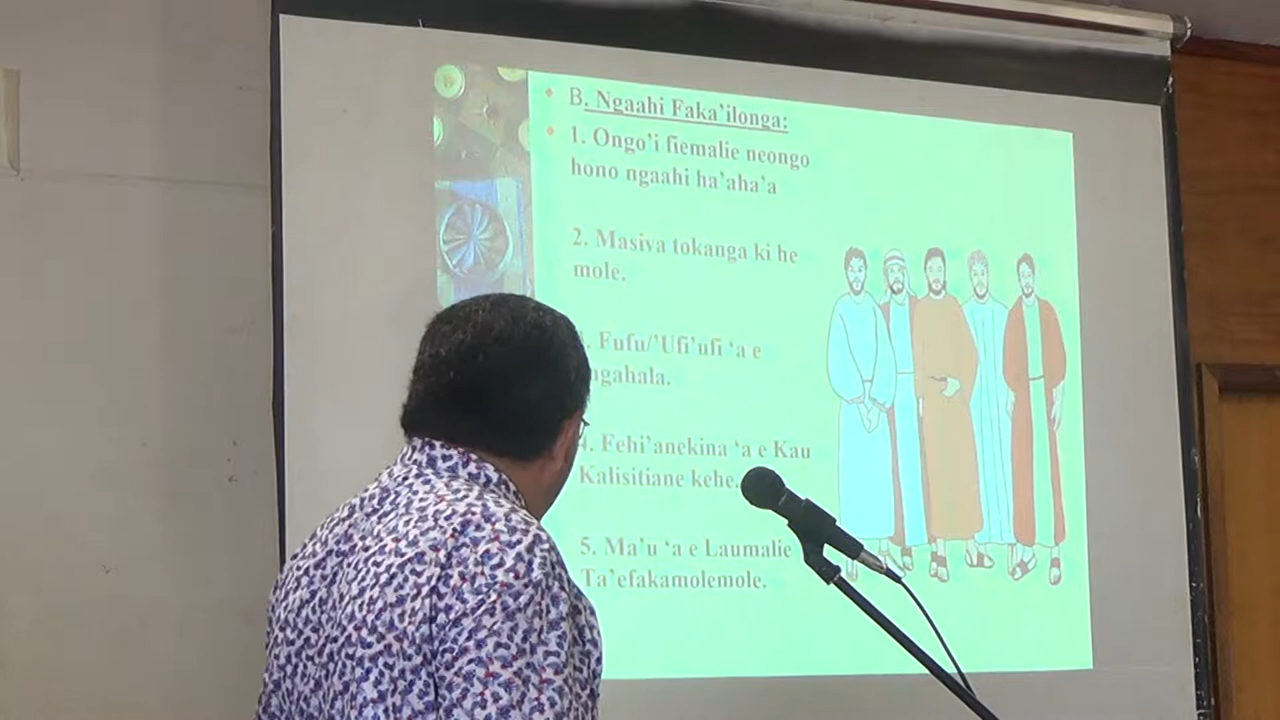 B. Ngaahi Faka'ilonga:
1. Ongo'i fiemalie neongo
hono ngaahi ha'aha'a
2. Masiva tokanga ki he
mole.
Fufu/'Ufi'ufi 'a e
4. Fehi'anekina 'a e Kau
Kalisitiane kehe.
5. Ma'u 'a e Laumalie
Ta'efakamolemole.